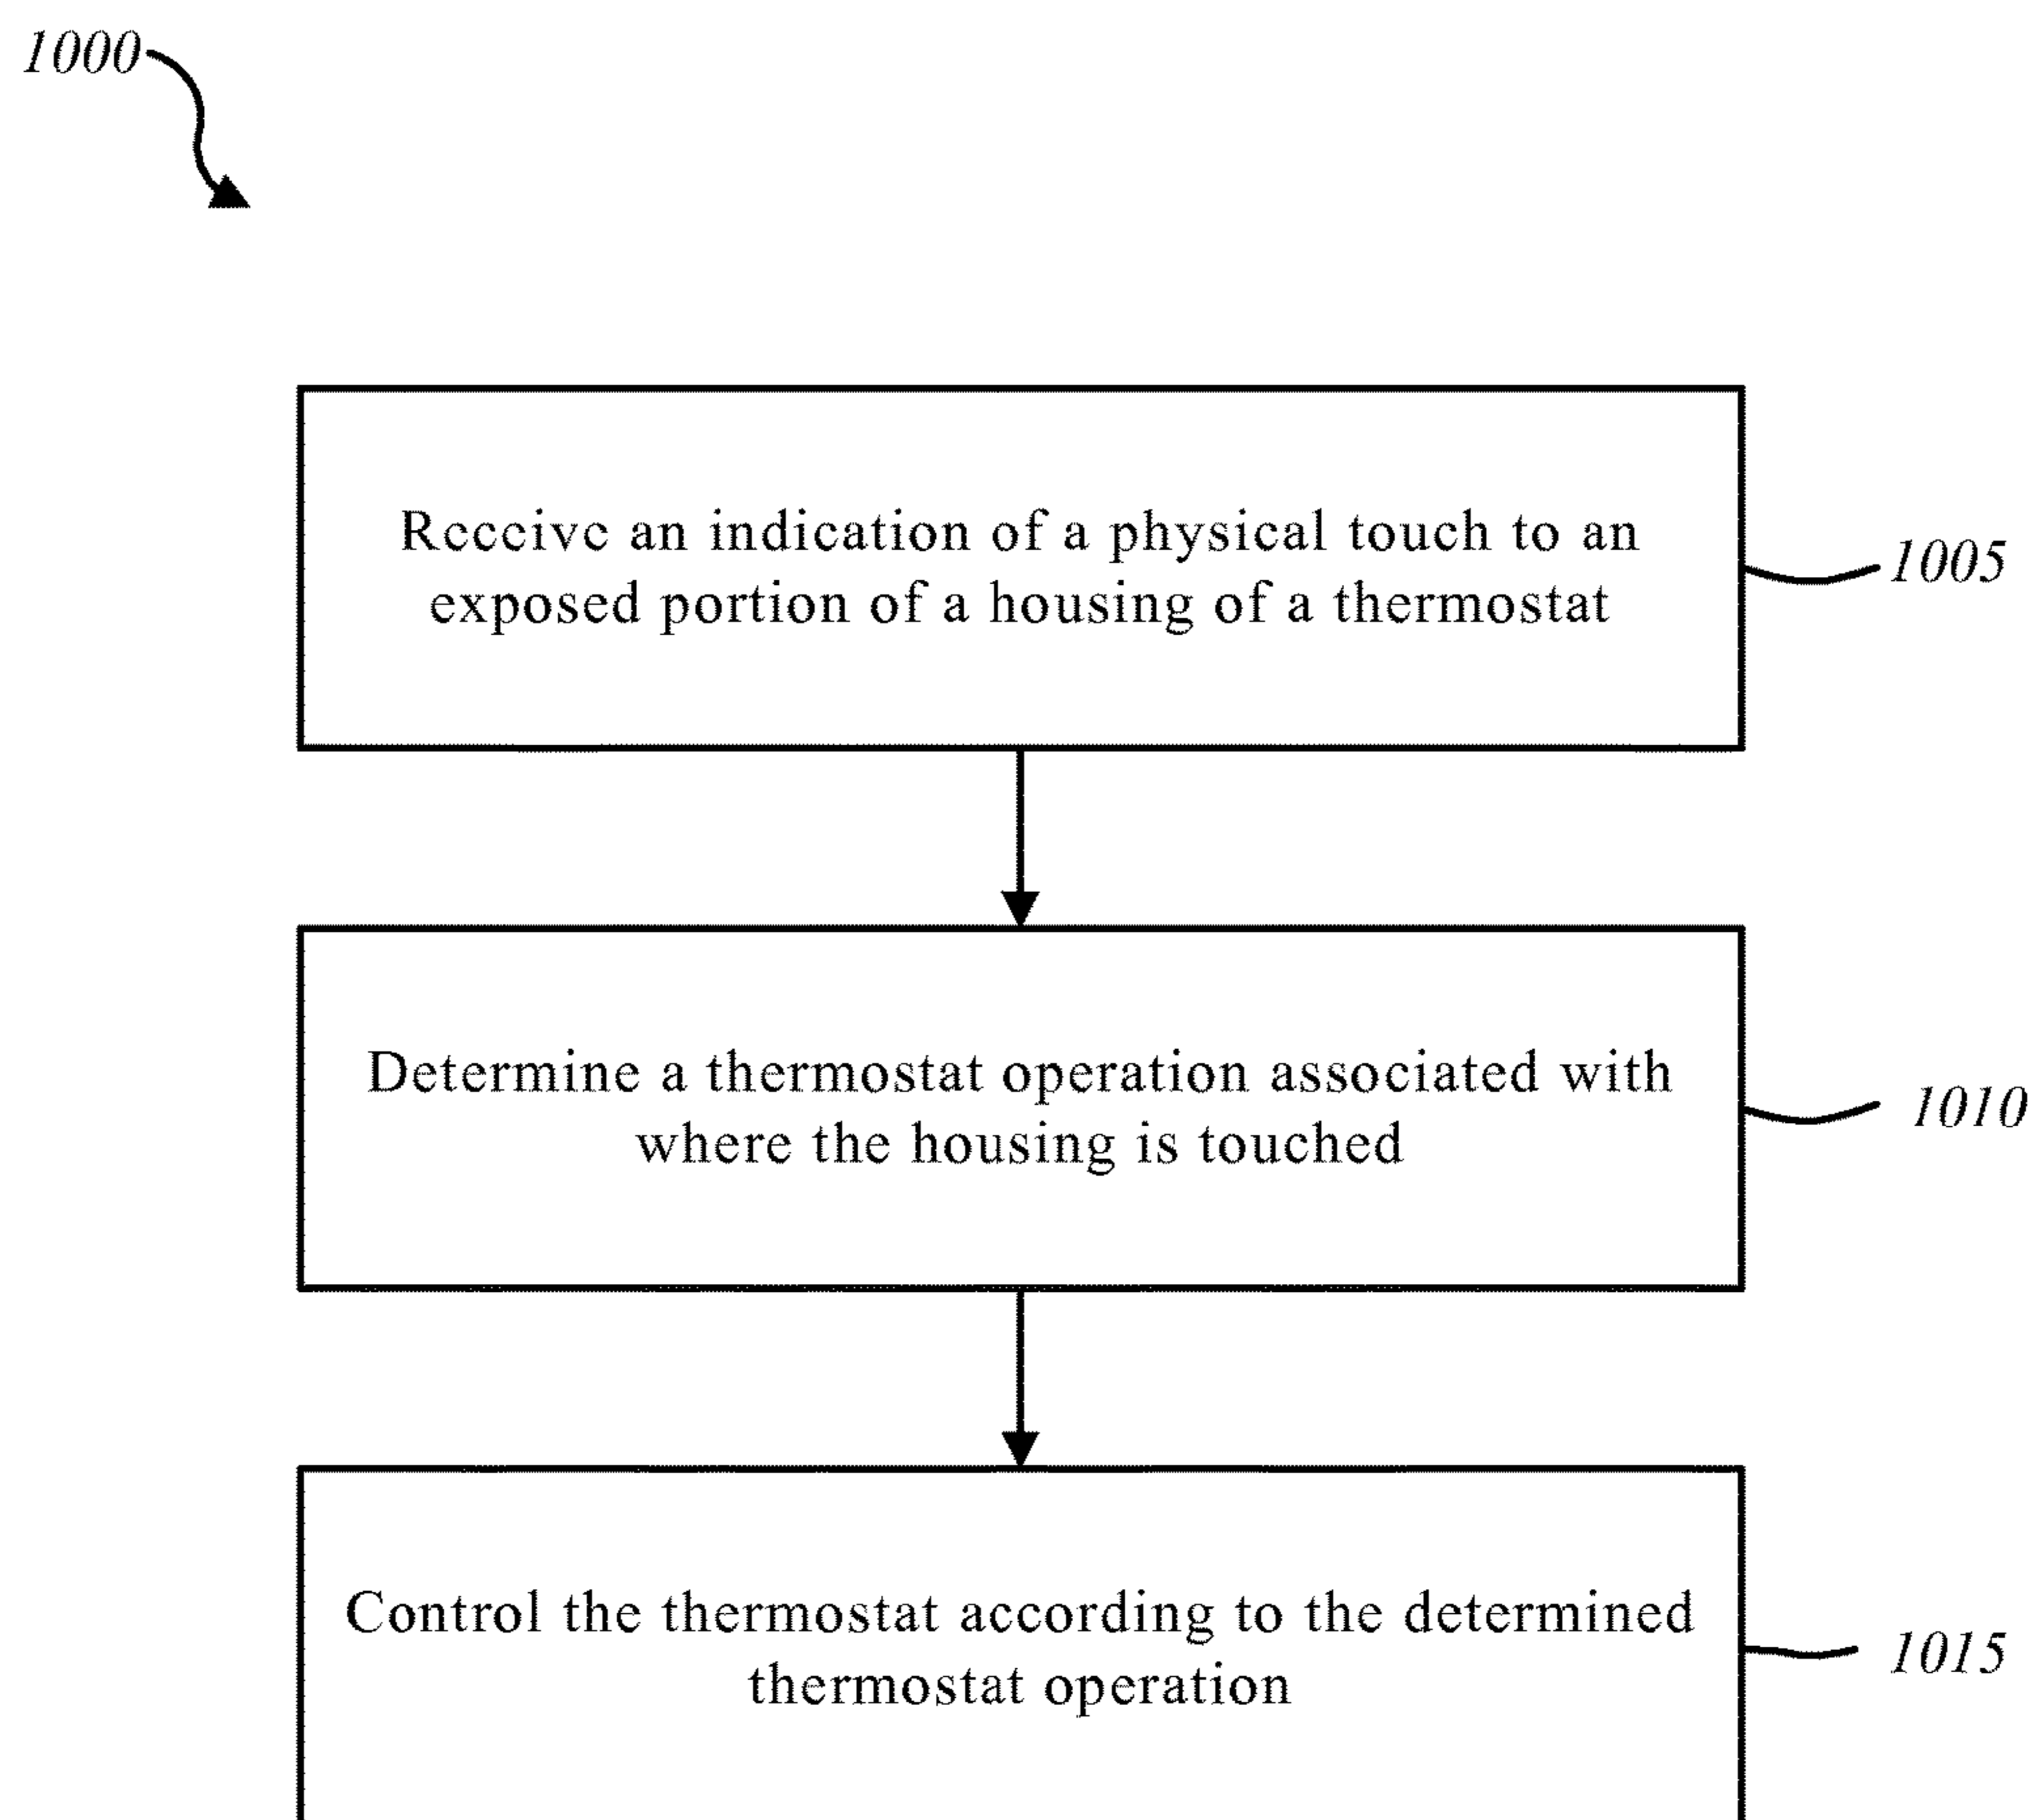 1000
Receive an indication of a physical touch to an
exposed portion of a housing of a thermostat
1005
Determine a thermostat operation associated with
where the housing is touched
1010
Control the thermostat according to the determined
thermostat operation
1015